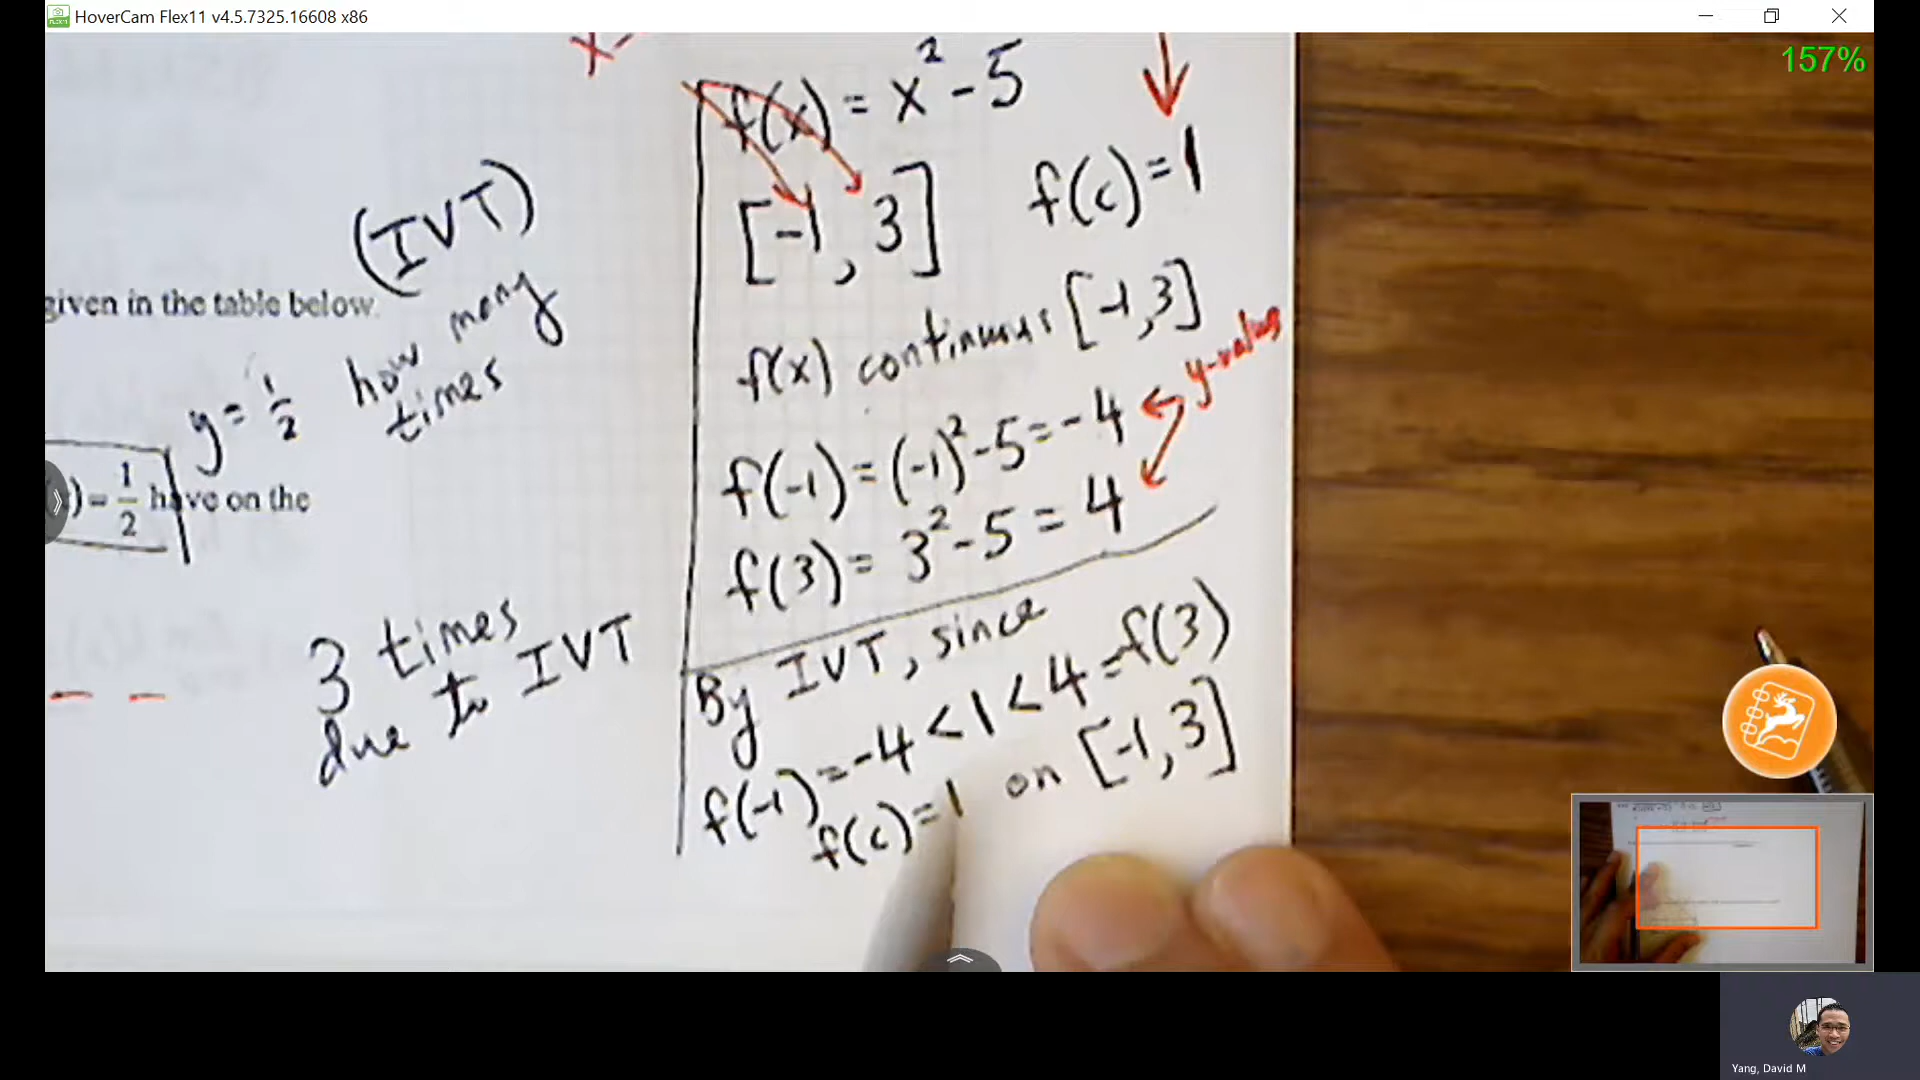 HoverCam Flex11 v4.5.7325.16608 x86
157%
x-
f(x) = x² - 5
[-1, 3]
f(c) = 1
(IVT)
given in the table below.
y = 1/2 how many
times
f(x) continuous [-1, 3]
y-values
f(-1) = (-1)² - 5 = -4
f(3) = 3² - 5 = 4
) = 1/2 have on the
3 times
due to IVT
By IVT, since
f(-1) = -4 < 1 < 4 = f(3)
f(c) = 1 on [-1, 3]
Yang, David M